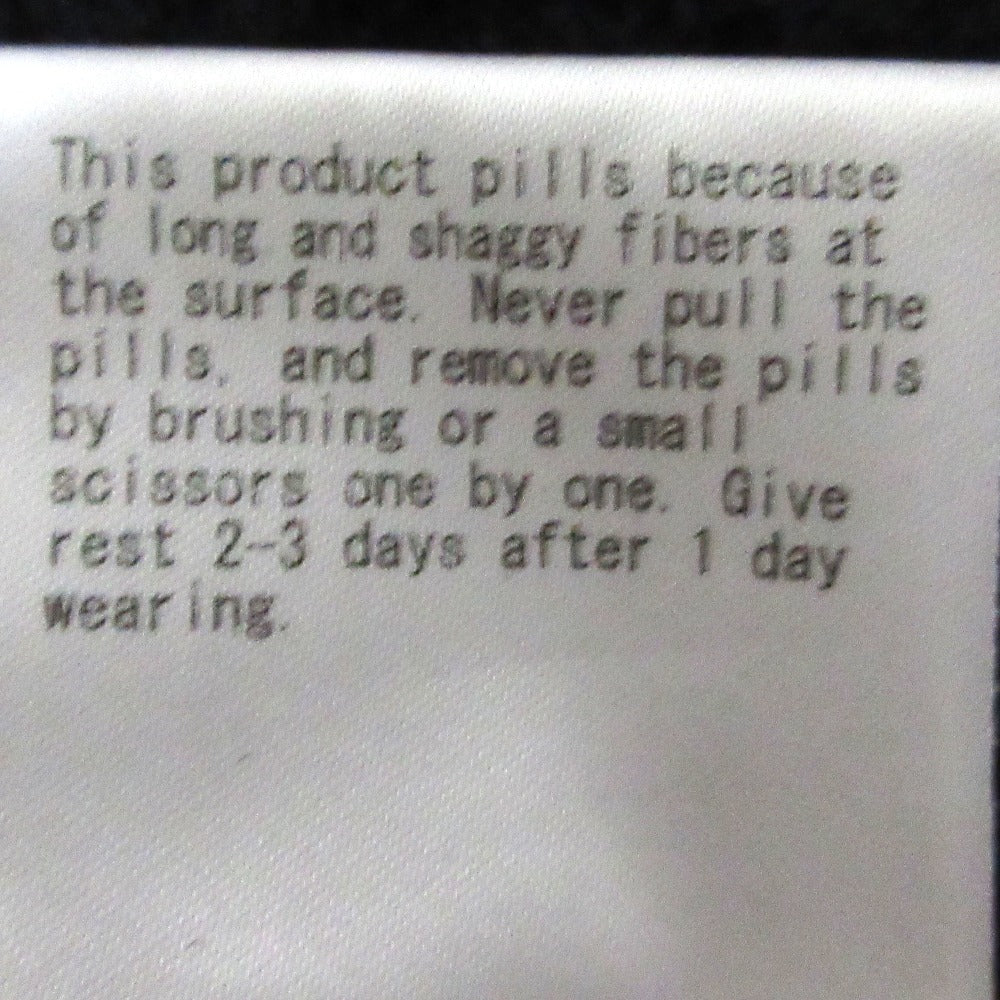 This product pills because
of long and shaggy fibers at
the surface. Never pull the
pills, and remove the pills
by brushing or a small
scissors one by one. Give
rest 2-3 days after 1 day
wearing.